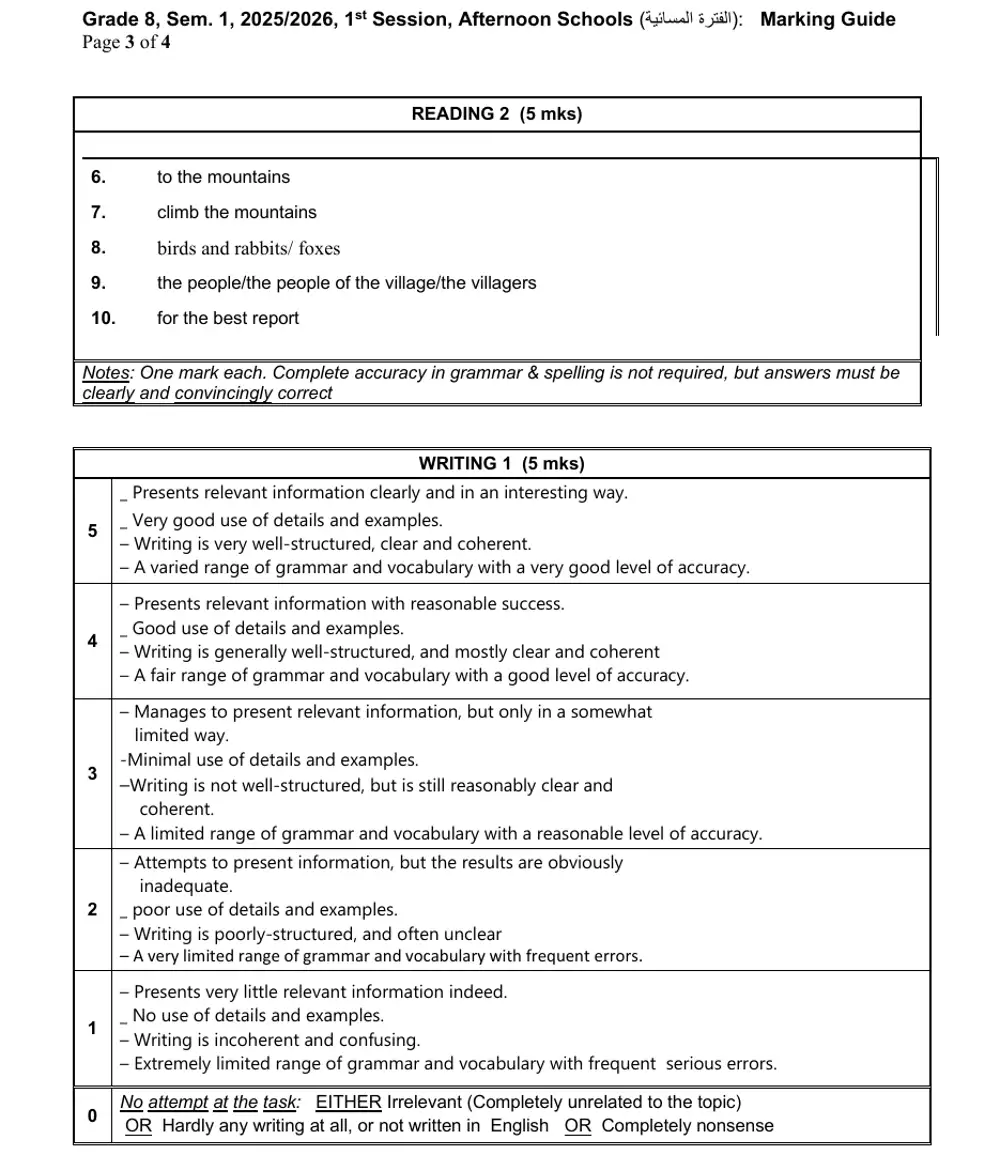 Grade 8, Sem. 1, 2025/2026, 1st Session, Afternoon Schools (الفترة المسائية):   Marking Guide
Page 3 of 4
READING 2  (5 mks)
6.	to the mountains
7.	climb the mountains
8.	birds and rabbits/ foxes
9.	the people/the people of the village/the villagers
10.	for the best report
Notes: One mark each. Complete accuracy in grammar & spelling is not required, but answers must be
clearly and convincingly correct
WRITING 1  (5 mks)
5
_ Presents relevant information clearly and in an interesting way.
_ Very good use of details and examples.
– Writing is very well-structured, clear and coherent.
– A varied range of grammar and vocabulary with a very good level of accuracy.
4
– Presents relevant information with reasonable success.
_ Good use of details and examples.
– Writing is generally well-structured, and mostly clear and coherent
– A fair range of grammar and vocabulary with a good level of accuracy.
3
– Manages to present relevant information, but only in a somewhat
limited way.
-Minimal use of details and examples.
–Writing is not well-structured, but is still reasonably clear and
coherent.
– A limited range of grammar and vocabulary with a reasonable level of accuracy.
2
– Attempts to present information, but the results are obviously
inadequate.
_ poor use of details and examples.
– Writing is poorly-structured, and often unclear
– A very limited range of grammar and vocabulary with frequent errors.
1
– Presents very little relevant information indeed.
_ No use of details and examples.
– Writing is incoherent and confusing.
– Extremely limited range of grammar and vocabulary with frequent  serious errors.
0
No attempt at the task:   EITHER Irrelevant (Completely unrelated to the topic)
OR  Hardly any writing at all, or not written in  English   OR  Completely nonsense